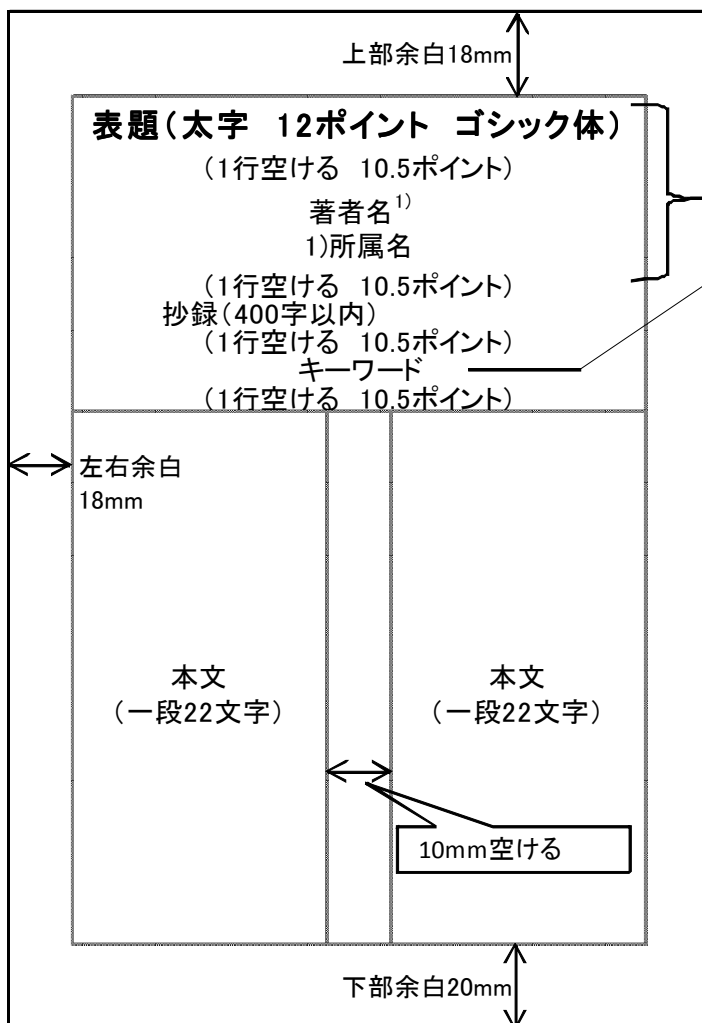 上部余白18mm
表題(太字　12ポイント　ゴシック体)
(1行空ける　10.5ポイント)
著者名1)
1)所属名
(1行空ける　10.5ポイント)
抄録(400字以内)
(1行空ける　10.5ポイント)
キーワード
(1行空ける　10.5ポイント)
左右余白
18mm
本文
(一段22文字)
本文
(一段22文字)
10mm空ける
下部余白20mm